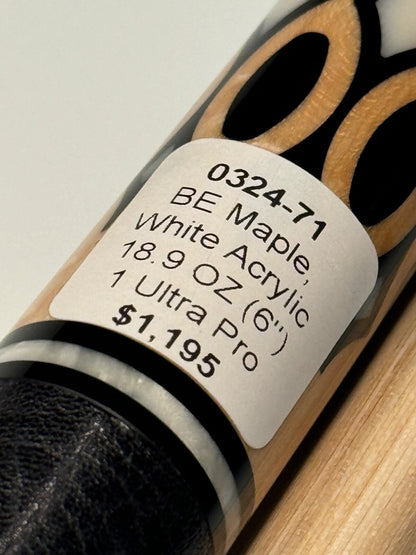 0324-71
BE Maple,
White Acrylic
18.9 OZ (6")
1 Ultra Pro
$1,195